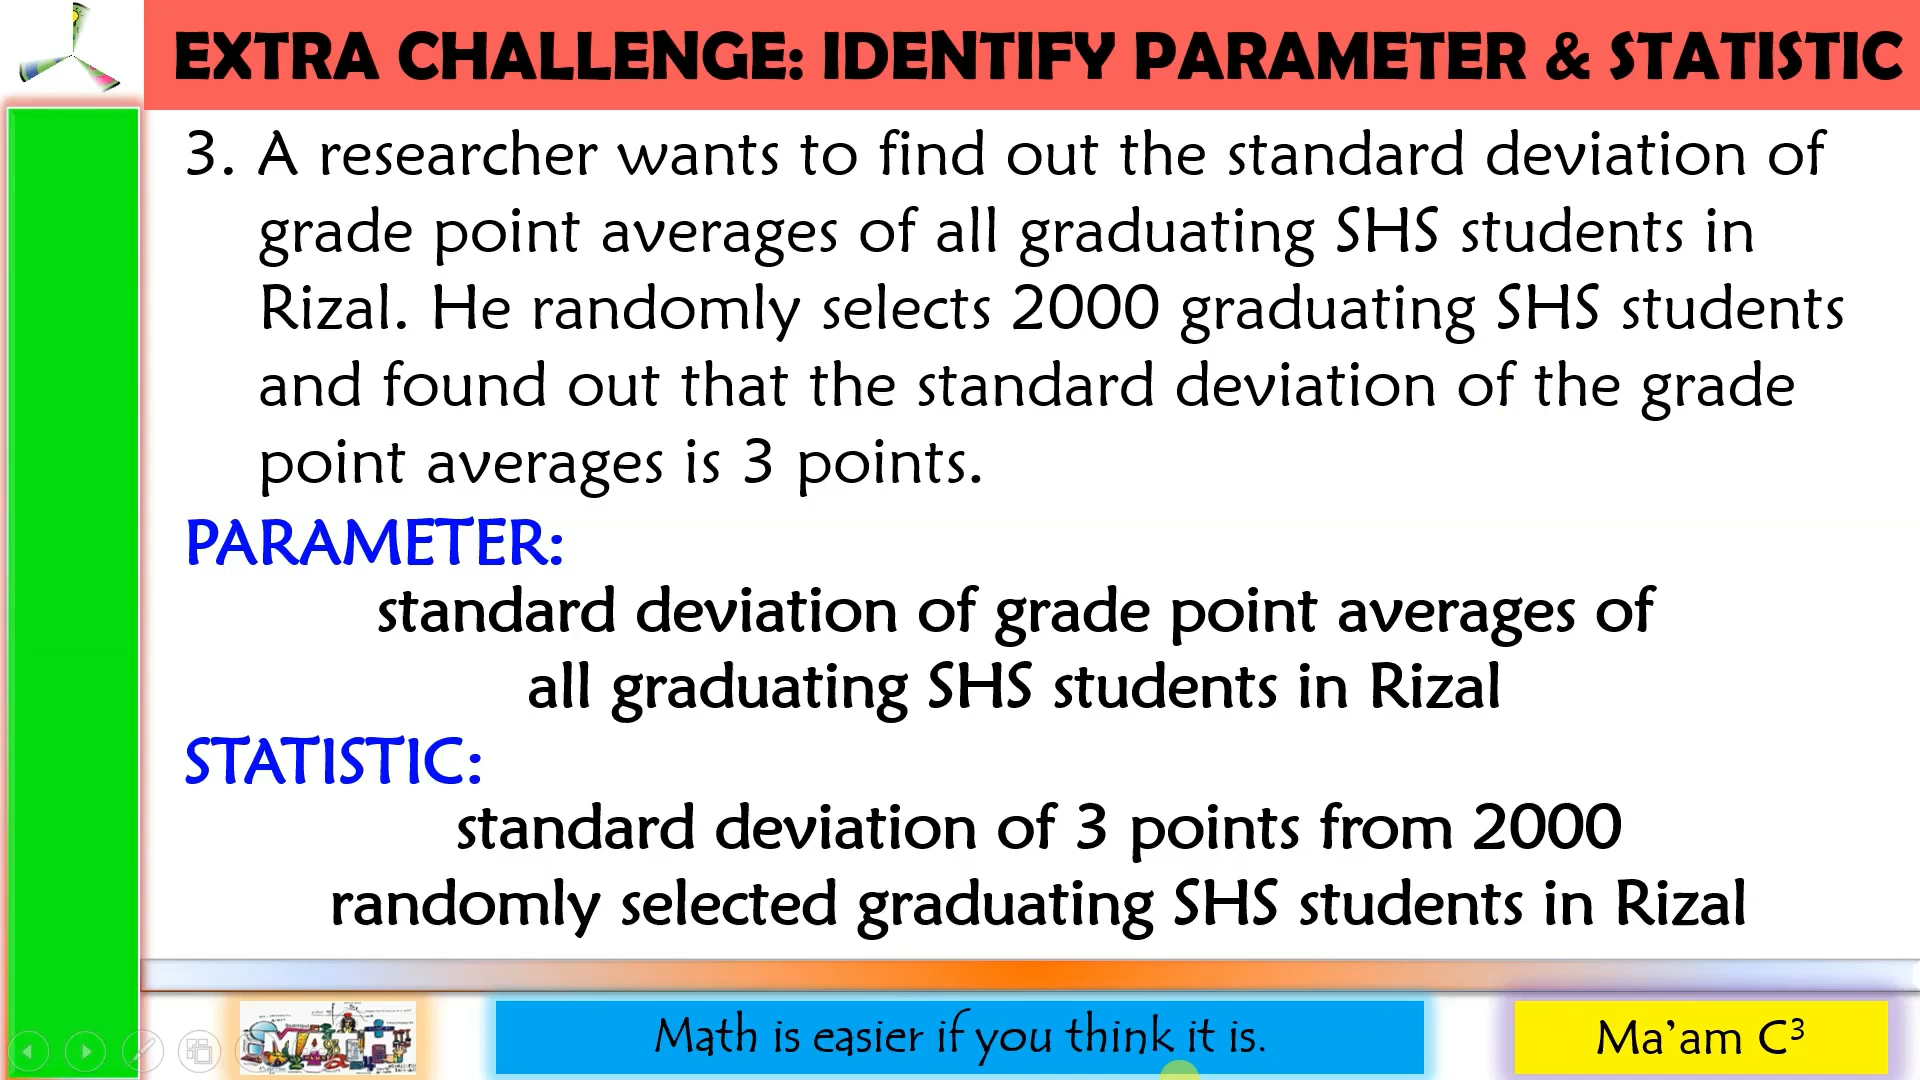 EXTRA CHALLENGE: IDENTIFY PARAMETER & STATISTIC
3. A researcher wants to find out the standard deviation of
grade point averages of all graduating SHS students in
Rizal. He randomly selects 2000 graduating SHS students
and found out that the standard deviation of the grade
point averages is 3 points.
PARAMETER:
standard deviation of grade point averages of
all graduating SHS students in Rizal
STATISTIC:
standard deviation of 3 points from 2000
randomly selected graduating SHS students in Rizal
MATH
Math is easier if you think it is.
Ma'am C³